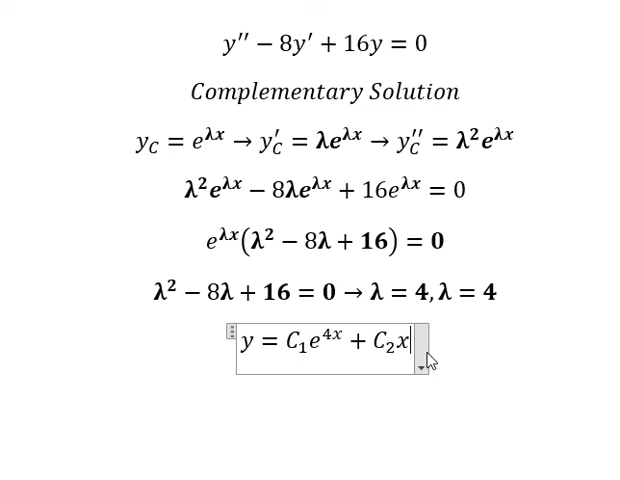 y′′ − 8y′ + 16y = 0
Complementary Solution
y_C = e^{λx} → y_C′ = λe^{λx} → y_C′′ = λ²e^{λx}
λ²e^{λx} − 8λe^{λx} + 16e^{λx} = 0
e^{λx}(λ² − 8λ + 16) = 0
λ² − 8λ + 16 = 0 → λ = 4, λ = 4
y = C₁e^{4x} + C₂x